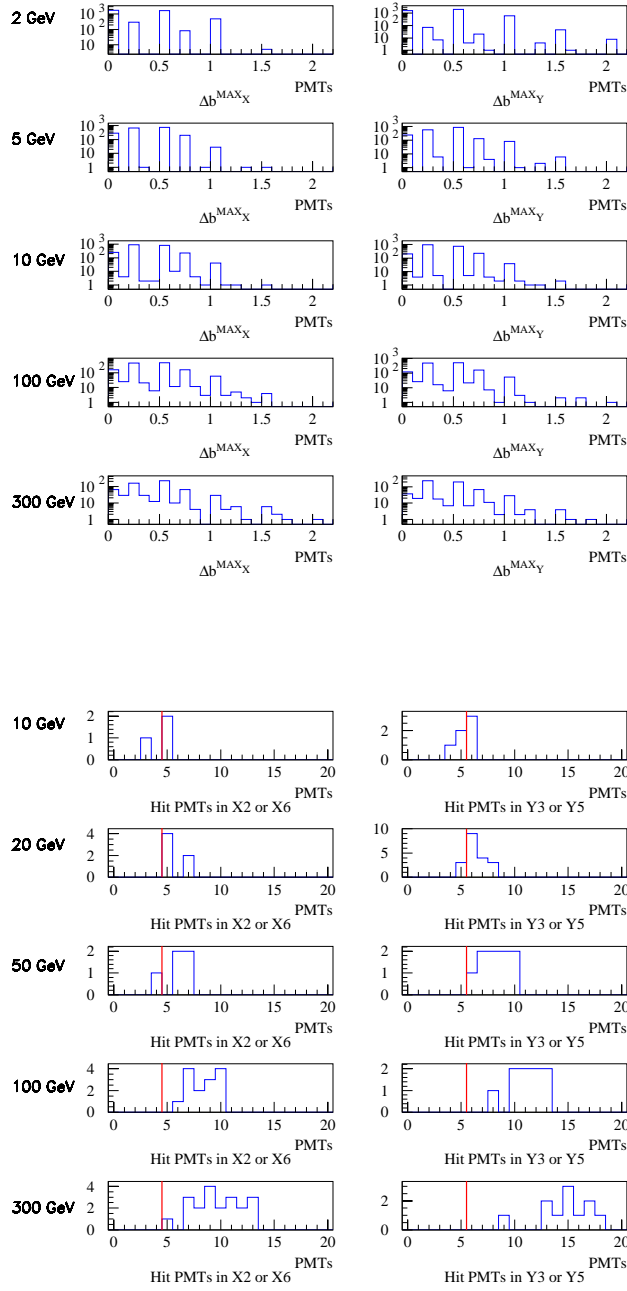 2 GeV
10 3
10 2
10
0 0.5 1 1.5 2
PMTs
Δb^MAX_X
10 3
10 2
10
1
0 0.5 1 1.5 2
PMTs
Δb^MAX_Y
5 GeV
10 3
10 2
10
1
0 0.5 1 1.5 2
PMTs
Δb^MAX_X
10 3
10 2
10
1
0 0.5 1 1.5 2
PMTs
Δb^MAX_Y
10 GeV
10 3
10 2
10
1
0 0.5 1 1.5 2
PMTs
Δb^MAX_X
10 3
10 2
10
1
0 0.5 1 1.5 2
PMTs
Δb^MAX_Y
100 GeV
10 2
10
1
0 0.5 1 1.5 2
PMTs
Δb^MAX_X
10 3
10 2
10
1
0 0.5 1 1.5 2
PMTs
Δb^MAX_Y
300 GeV
10 2
10
1
0 0.5 1 1.5 2
PMTs
Δb^MAX_X
10 2
10
1
0 0.5 1 1.5 2
PMTs
Δb^MAX_Y
10 GeV
2
1
0
0 5 10 15 20
PMTs
Hit PMTs in X2 or X6
2
0
0 5 10 15 20
PMTs
Hit PMTs in Y3 or Y5
20 GeV
4
2
0
0 5 10 15 20
PMTs
Hit PMTs in X2 or X6
10
5
0
0 5 10 15 20
PMTs
Hit PMTs in Y3 or Y5
50 GeV
2
1
0
0 5 10 15 20
PMTs
Hit PMTs in X2 or X6
2
1
0
0 5 10 15 20
PMTs
Hit PMTs in Y3 or Y5
100 GeV
4
2
0
0 5 10 15 20
PMTs
Hit PMTs in X2 or X6
2
1
0
0 5 10 15 20
PMTs
Hit PMTs in Y3 or Y5
300 GeV
4
2
0
0 5 10 15 20
PMTs
Hit PMTs in X2 or X6
2
0
0 5 10 15 20
PMTs
Hit PMTs in Y3 or Y5